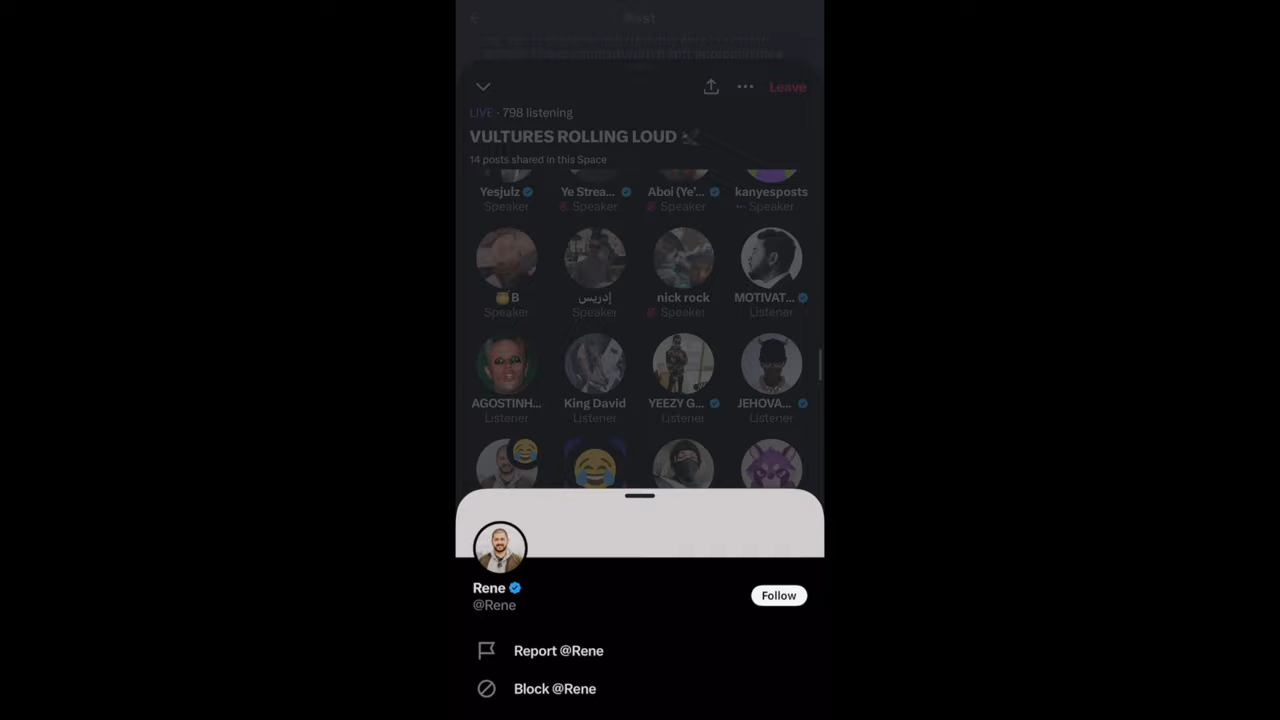 Leave
LIVE · 798 listening
VULTURES ROLLING LOUD
14 posts shared in this Space
Yesjulz Ye Strea... Aboi (Ye'... kanyesposts
Speaker Speaker Speaker Speaker
🍯B إدريس nick rock MOTIVAT...
Speaker Speaker Speaker Listener
AGOSTINH... King David YEEZY G... JEHOVA...
Listener Listener Listener Listener
Rene
@Rene
Follow
Report @Rene
Block @Rene